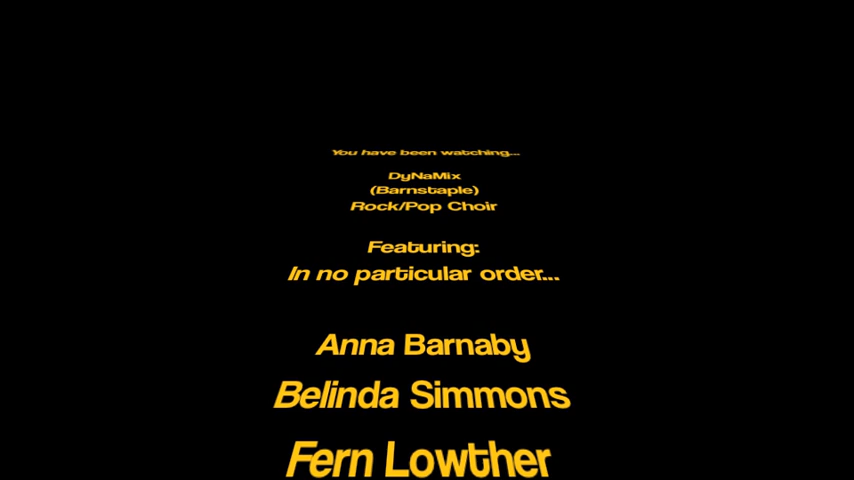 You have been watching...
DyNaMix
(Barnstaple)
Rock/Pop Choir
Featuring:
In no particular order...
Anna Barnaby
Belinda Simmons
Fern Lowther